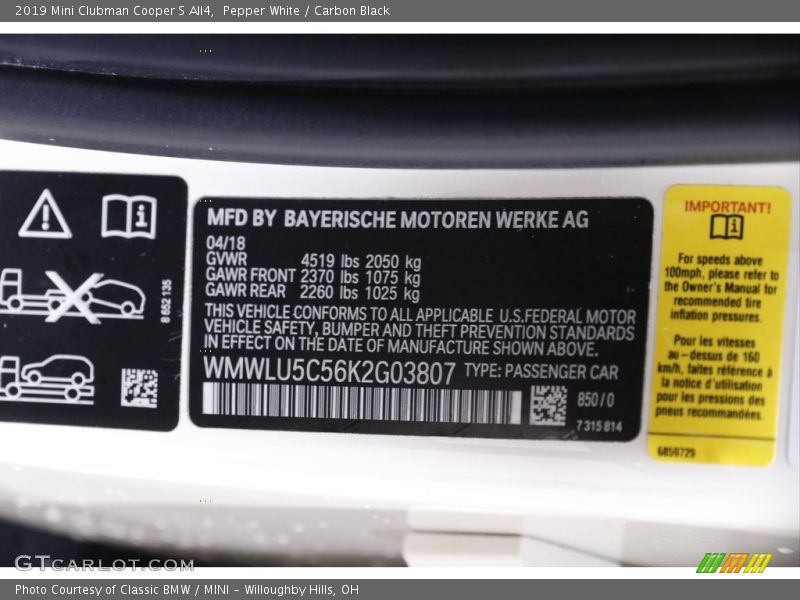 2019 Mini Clubman Cooper S All4,  Pepper White / Carbon Black
8 652 135
MFD BY BAYERISCHE MOTOREN WERKE AG
04/18
GVWR 4519 lbs 2050 kg
GAWR FRONT 2370 lbs 1075 kg
GAWR REAR 2260 lbs 1025 kg
THIS VEHICLE CONFORMS TO ALL APPLICABLE U.S.FEDERAL MOTOR
VEHICLE SAFETY, BUMPER AND THEFT PREVENTION STANDARDS
IN EFFECT ON THE DATE OF MANUFACTURE SHOWN ABOVE.
WMWLU5C56K2G03807 TYPE: PASSENGER CAR
850/0
7 315 814
IMPORTANT!
For speeds above
100mph, please refer to
the Owner's Manual for
recommended tire
inflation pressures.
Pour les vitesses
au-dessus de 160
km/h, faites référence à
la notice d'utilisation
pour les pressions des
pneus recommandées.
6859729
GTCARLOT.COM
Photo Courtesy of Classic BMW / MINI - Willoughby Hills, OH